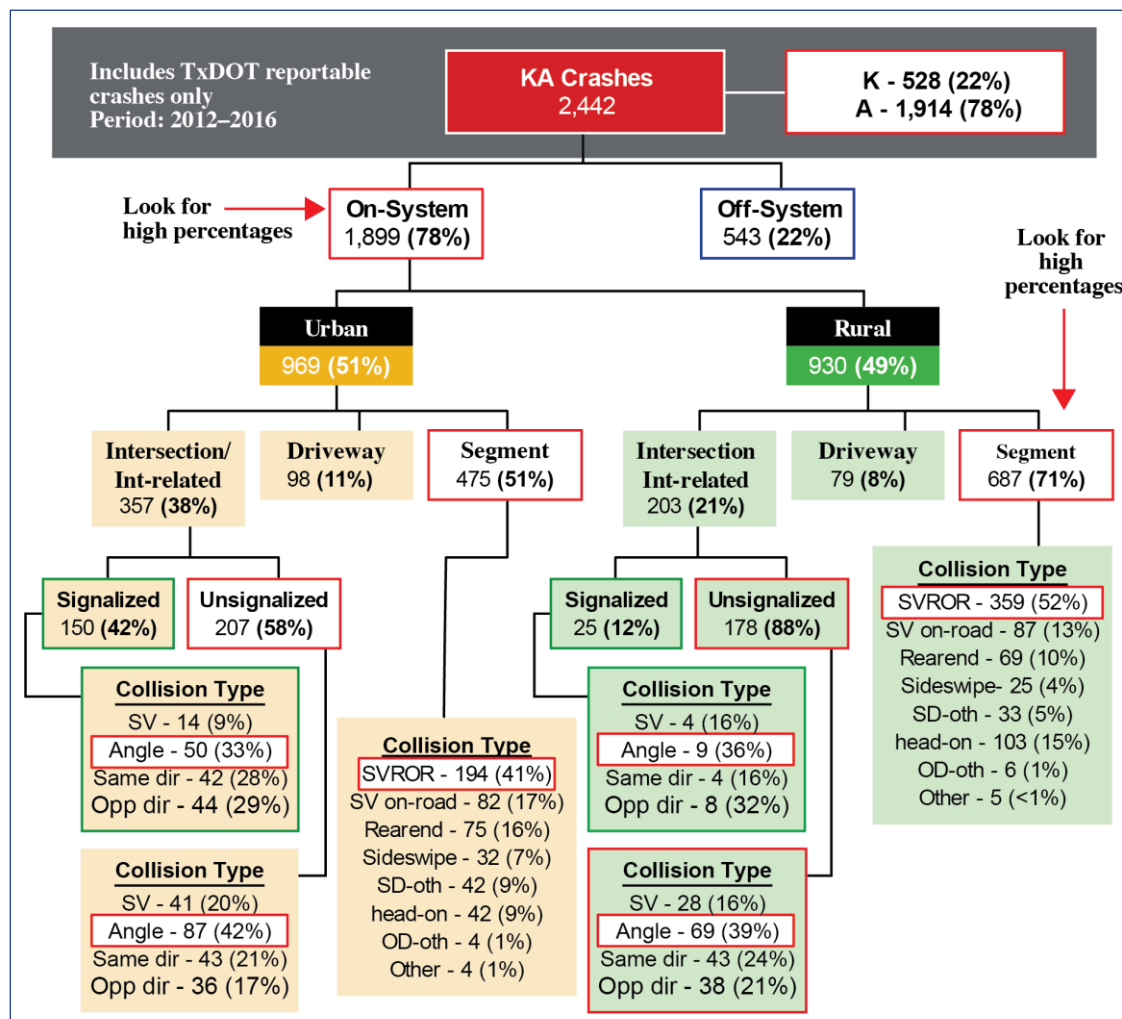 Includes TxDOT reportable
crashes only
Period: 2012–2016
KA Crashes
2,442
K - 528 (22%)
A - 1,914 (78%)
Look for
high percentages
On-System
1,899 (78%)
Off-System
543 (22%)
Look for
high
percentages
Urban
969 (51%)
Rural
930 (49%)
Intersection/
Int-related
357 (38%)
Driveway
98 (11%)
Segment
475 (51%)
Intersection
Int-related
203 (21%)
Driveway
79 (8%)
Segment
687 (71%)
Signalized
150 (42%)
Unsignalized
207 (58%)
Signalized
25 (12%)
Unsignalized
178 (88%)
Collision Type
SVROR - 359 (52%)
SV on-road - 87 (13%)
Rearend - 69 (10%)
Sideswipe- 25 (4%)
SD-oth - 33 (5%)
head-on - 103 (15%)
OD-oth - 6 (1%)
Other - 5 (<1%)
Collision Type
SV - 14 (9%)
Angle - 50 (33%)
Same dir - 42 (28%)
Opp dir - 44 (29%)
Collision Type
SVROR - 194 (41%)
SV on-road - 82 (17%)
Rearend - 75 (16%)
Sideswipe - 32 (7%)
SD-oth - 42 (9%)
head-on - 42 (9%)
OD-oth - 4 (1%)
Other - 4 (1%)
Collision Type
SV - 4 (16%)
Angle - 9 (36%)
Same dir - 4 (16%)
Opp dir - 8 (32%)
Collision Type
SV - 41 (20%)
Angle - 87 (42%)
Same dir - 43 (21%)
Opp dir - 36 (17%)
Collision Type
SV - 28 (16%)
Angle - 69 (39%)
Same dir - 43 (24%)
Opp dir - 38 (21%)